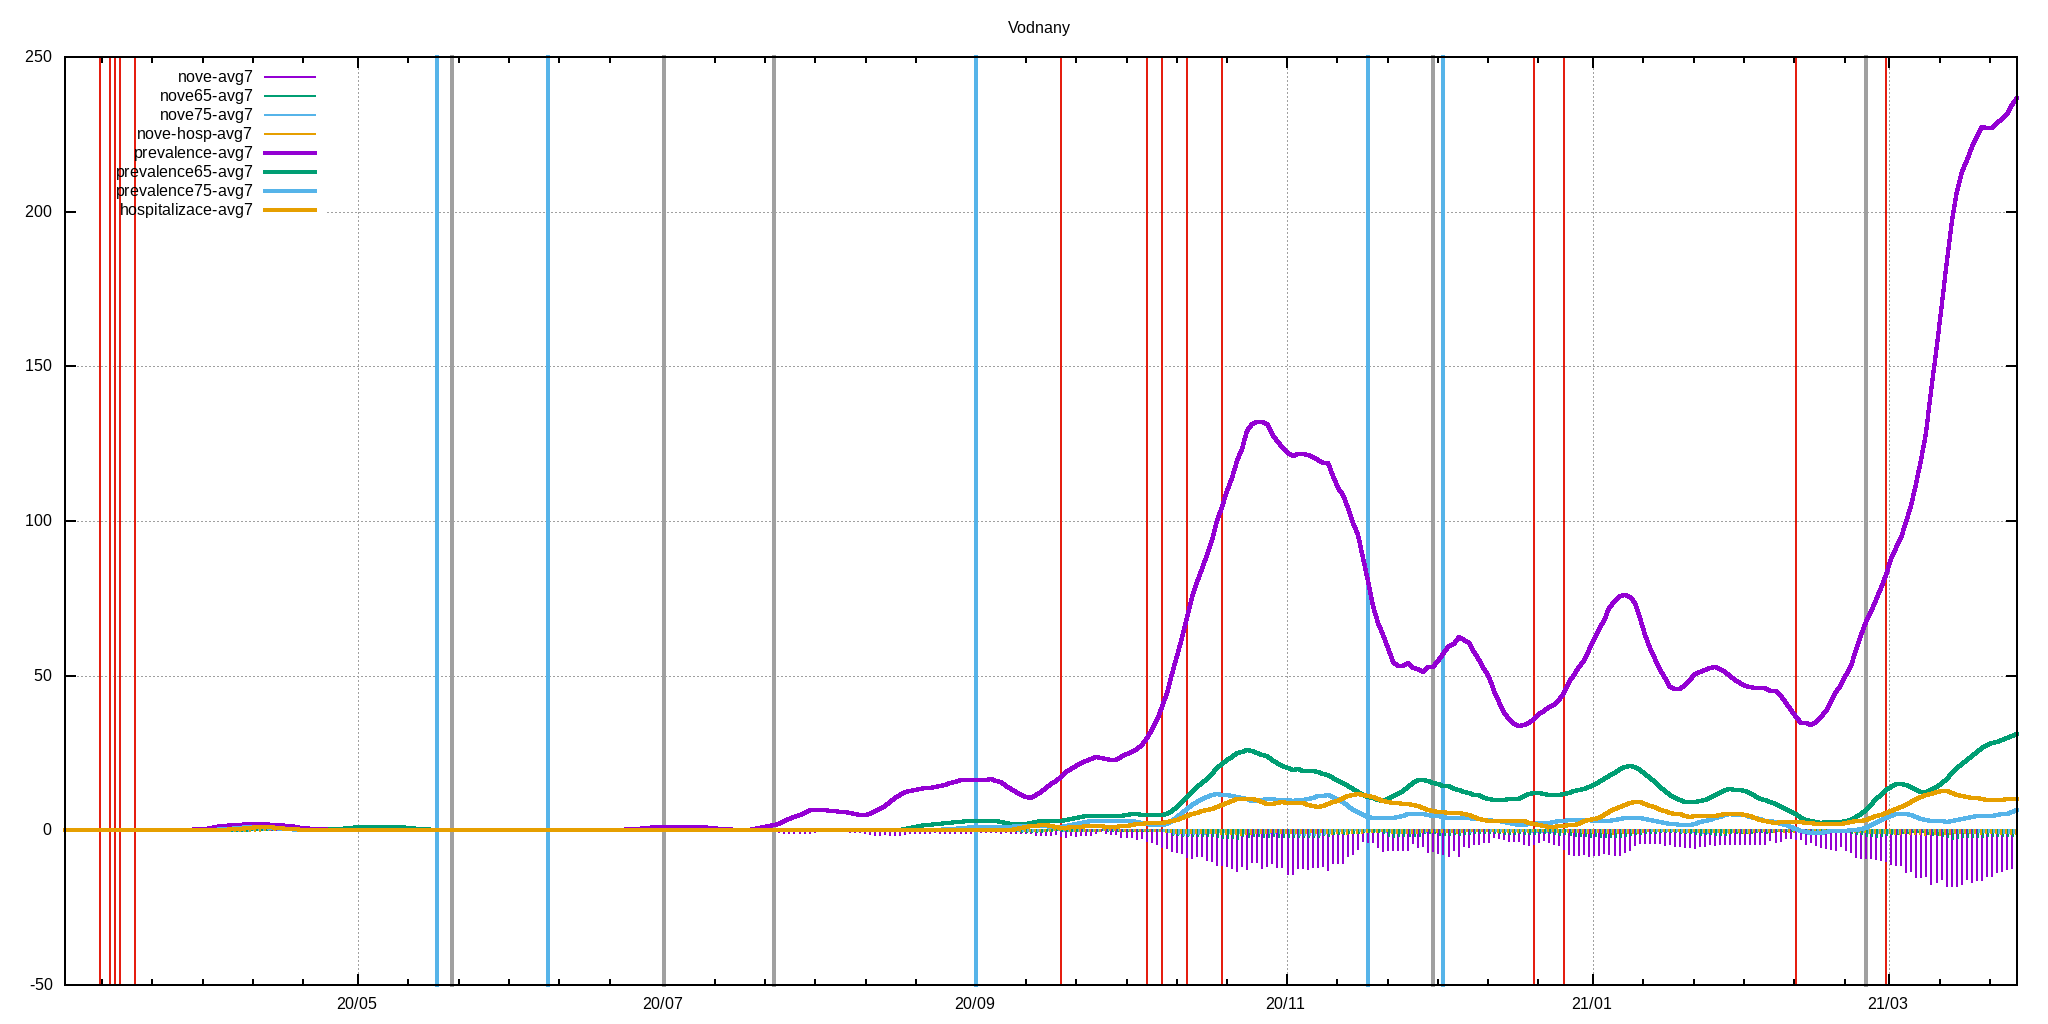 Vodnany
250
200
150
100
50
0
-50
nove-avg7
nove65-avg7
nove75-avg7
nove-hosp-avg7
prevalence-avg7
prevalence65-avg7
prevalence75-avg7
hospitalizace-avg7
20/05 20/07 20/09 20/11 21/01 21/03